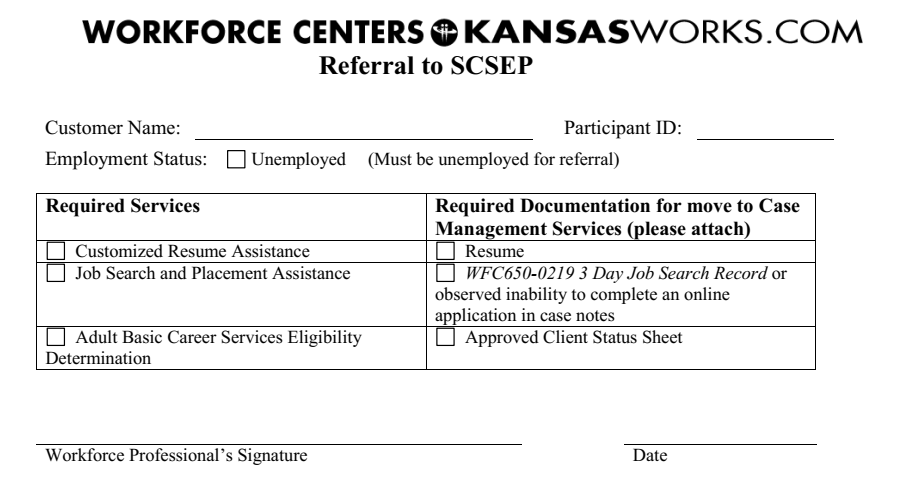 WORKFORCE CENTERS KANSASWORKS.COM
Referral to SCSEP
Customer Name: Participant ID:
Employment Status: Unemployed (Must be unemployed for referral)
Required Services
Required Documentation for move to Case
Management Services (please attach)
Customized Resume Assistance
Resume
Job Search and Placement Assistance
WFC650-0219 3 Day Job Search Record or
observed inability to complete an online
application in case notes
Adult Basic Career Services Eligibility
Determination
Approved Client Status Sheet
Workforce Professional’s Signature
Date